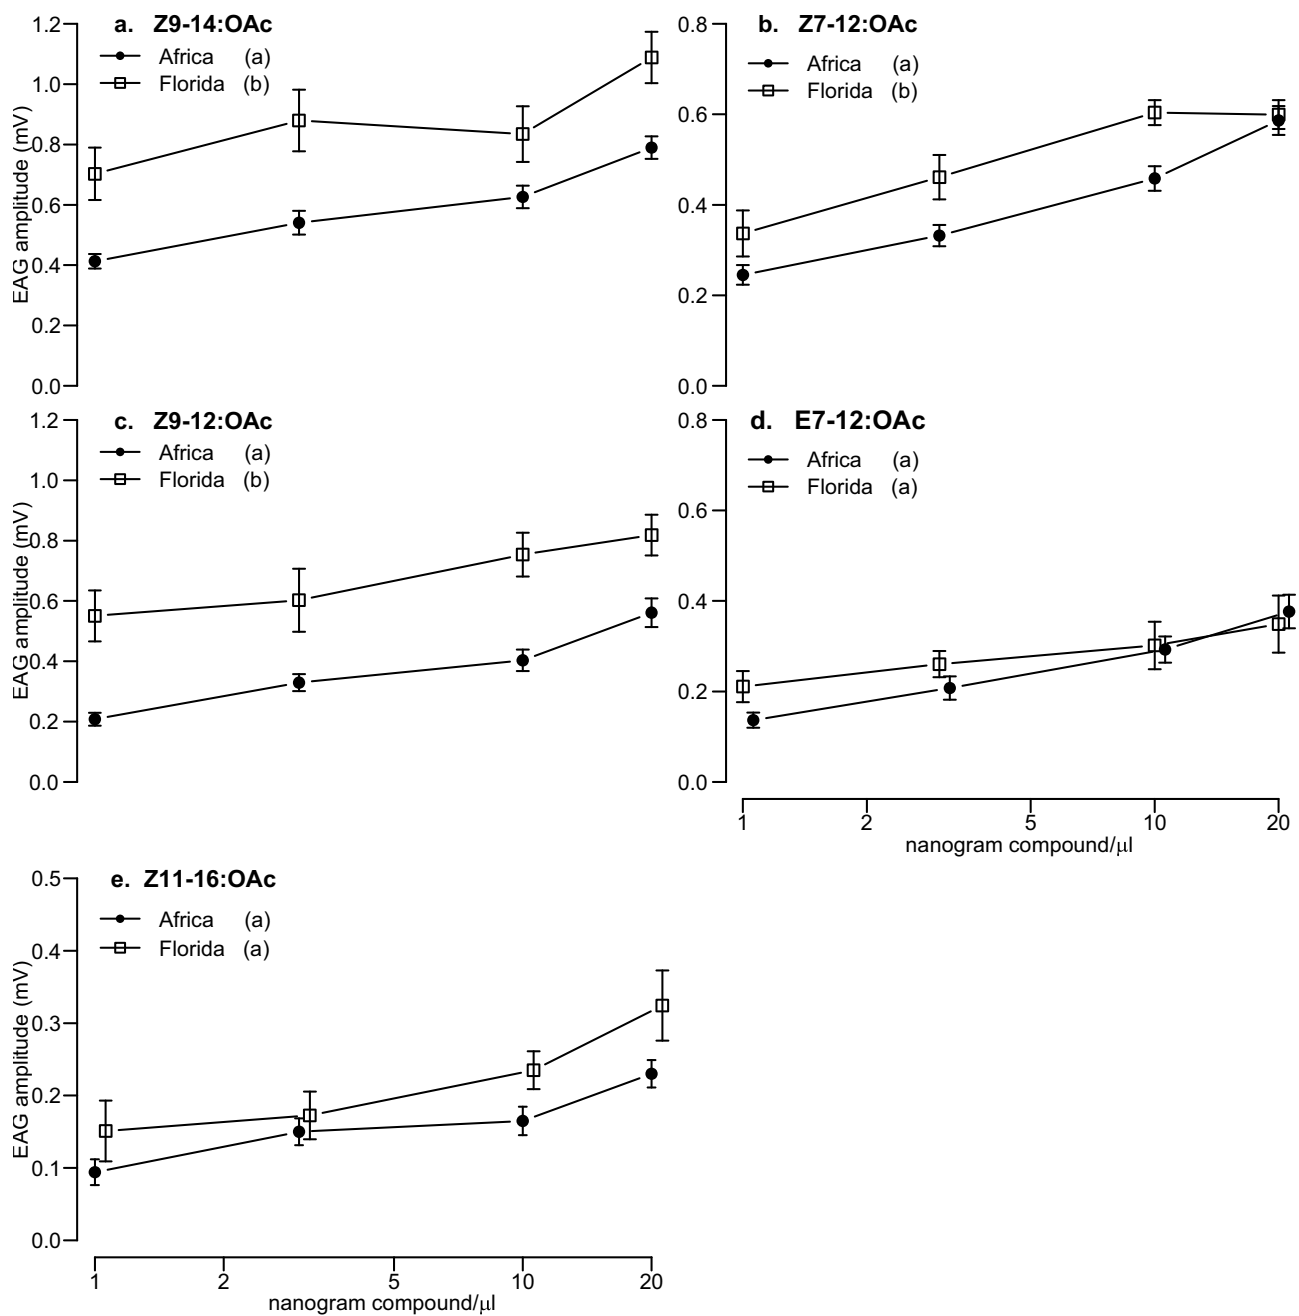 a. Z9-14:OAc
Africa (a)
Florida (b)
EAG amplitude (mV)
1.2
1.0
0.8
0.6
0.4
0.2
0.0
b. Z7-12:OAc
Africa (a)
Florida (b)
0.8
0.6
0.4
0.2
0.0
c. Z9-12:OAc
Africa (a)
Florida (b)
EAG amplitude (mV)
1.2
1.0
0.8
0.6
0.4
0.2
0.0
d. E7-12:OAc
Africa (a)
Florida (a)
0.8
0.6
0.4
0.2
0.0
1 2 5 10 20
nanogram compound/μl
e. Z11-16:OAc
Africa (a)
Florida (a)
EAG amplitude (mV)
0.5
0.4
0.3
0.2
0.1
0.0
1 2 5 10 20
nanogram compound/μl